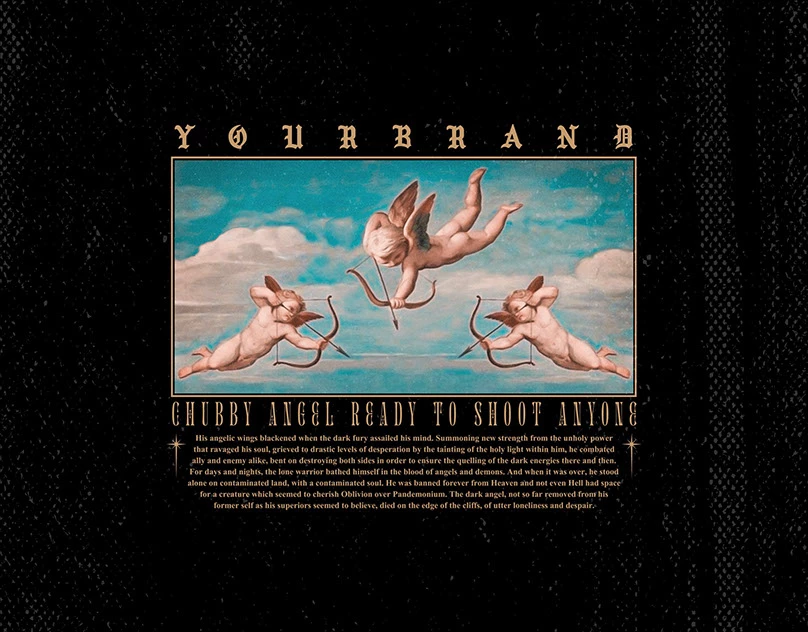 YOURBRAND
CHUBBY ANGEL READY TO SHOOT ANYONE
His angelic wings blackened when the dark fury assailed his mind. Summoning new strength from the unholy power
that ravaged his soul, grieved to drastic levels of desperation by the tainting of the holy light within him, he combated
ally and enemy alike, bent on destroying both sides in order to ensure the quelling of the dark energies there and then.
For days and nights, the lone warrior bathed himself in the blood of angels and demons. And when it was over, he stood
alone on contaminated land, with a contaminated soul. He was banned forever from Heaven and not even Hell had space
for a creature which seemed to cherish Oblivion over Pandemonium. The dark angel, not so far removed from his
former self as his superiors seemed to believe, died on the edge of the cliffs, of utter loneliness and despair.